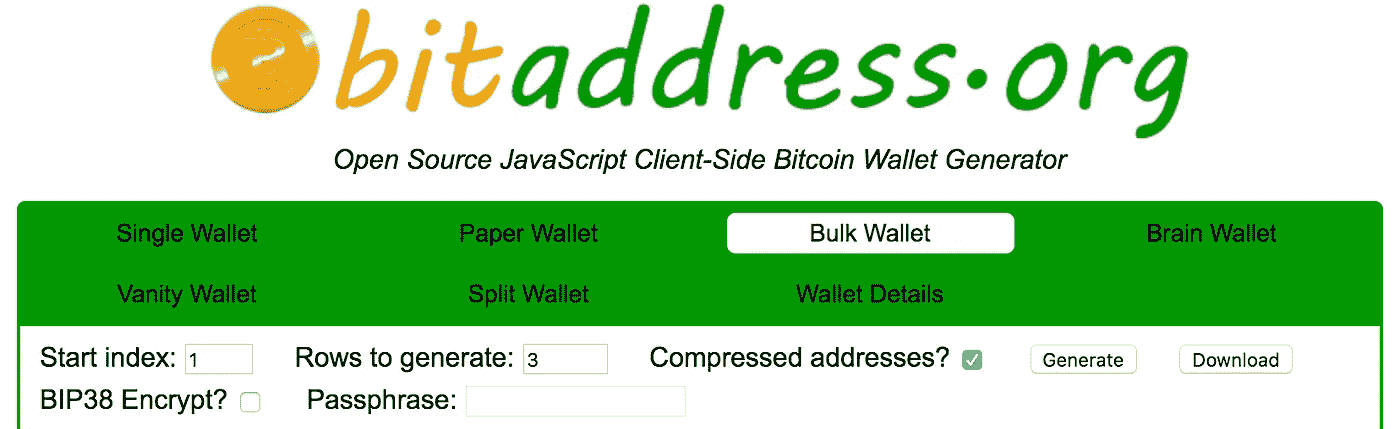 bitaddress.org
Open Source JavaScript Client-Side Bitcoin Wallet Generator
Single Wallet Paper Wallet Bulk Wallet Brain Wallet
Vanity Wallet Split Wallet Wallet Details
Start index: 1 Rows to generate: 3 Compressed addresses? Generate Download
BIP38 Encrypt? Passphrase: